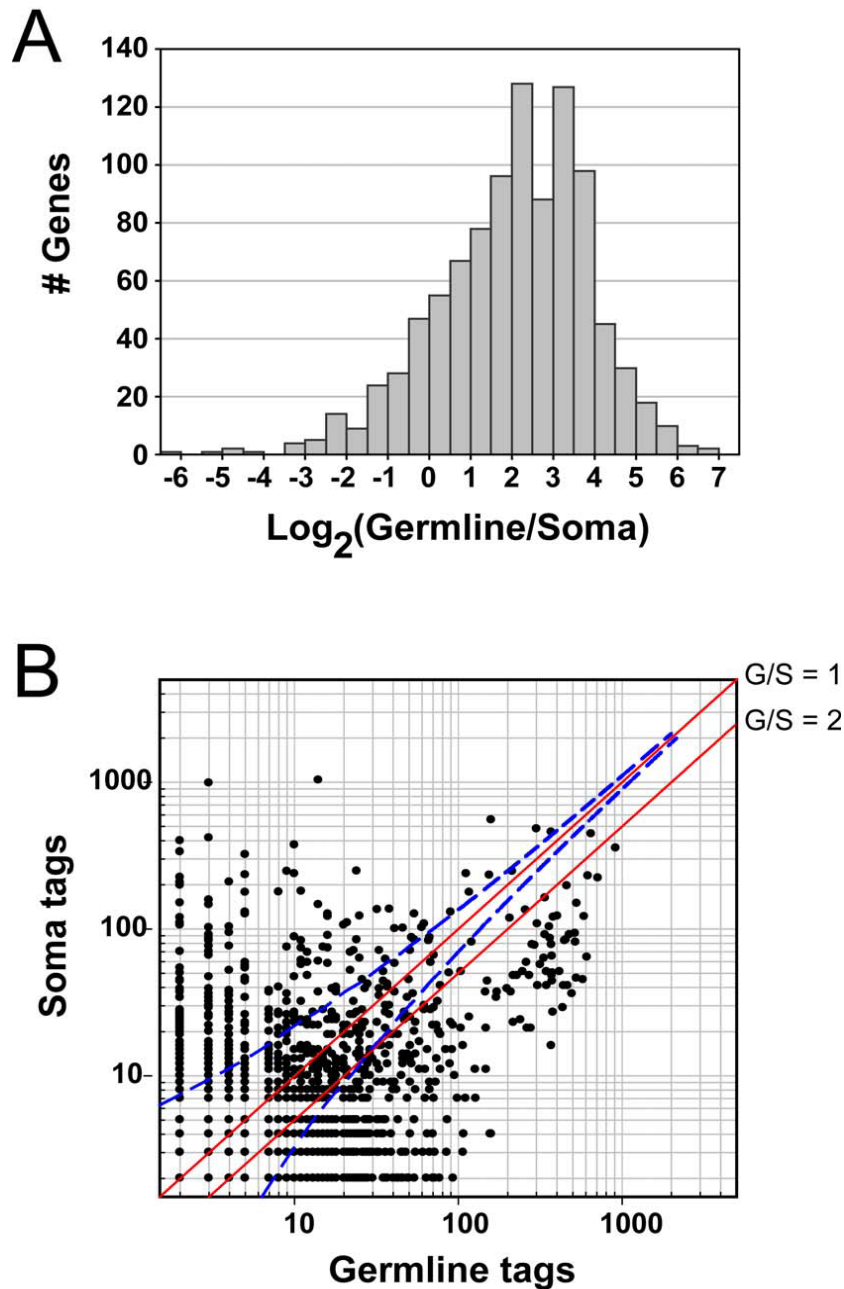 A
140
120
100
80
60
40
20
0
# Genes
-6 -5 -4 -3 -2 -1 0 1 2 3 4 5 6 7
Log2(Germline/Soma)
B
G/S = 1
G/S = 2
1000
100
10
Soma tags
10 100 1000
Germline tags